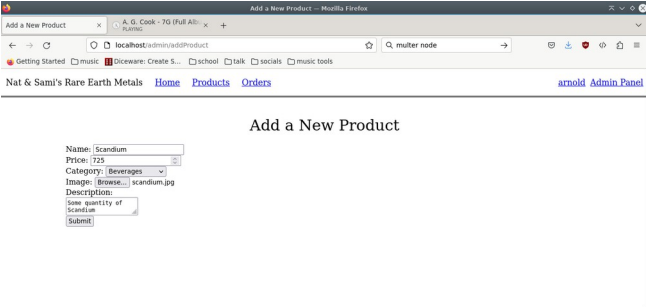 Add a New Product — Mozilla Firefox
Add a New Product
A. G. Cook - 7G (Full Alb
PLAYING
localhost/admin/addProduct
multer node
Getting Started music Diceware: Create S... school talk socials music tools
Nat & Sami's Rare Earth Metals Home Products Orders arnold Admin Panel
Add a New Product
Name: Scandium
Price: 725
Category: Beverages
Image: Browse... scandium.jpg
Description:
Some quantity of
Scandium
Submit